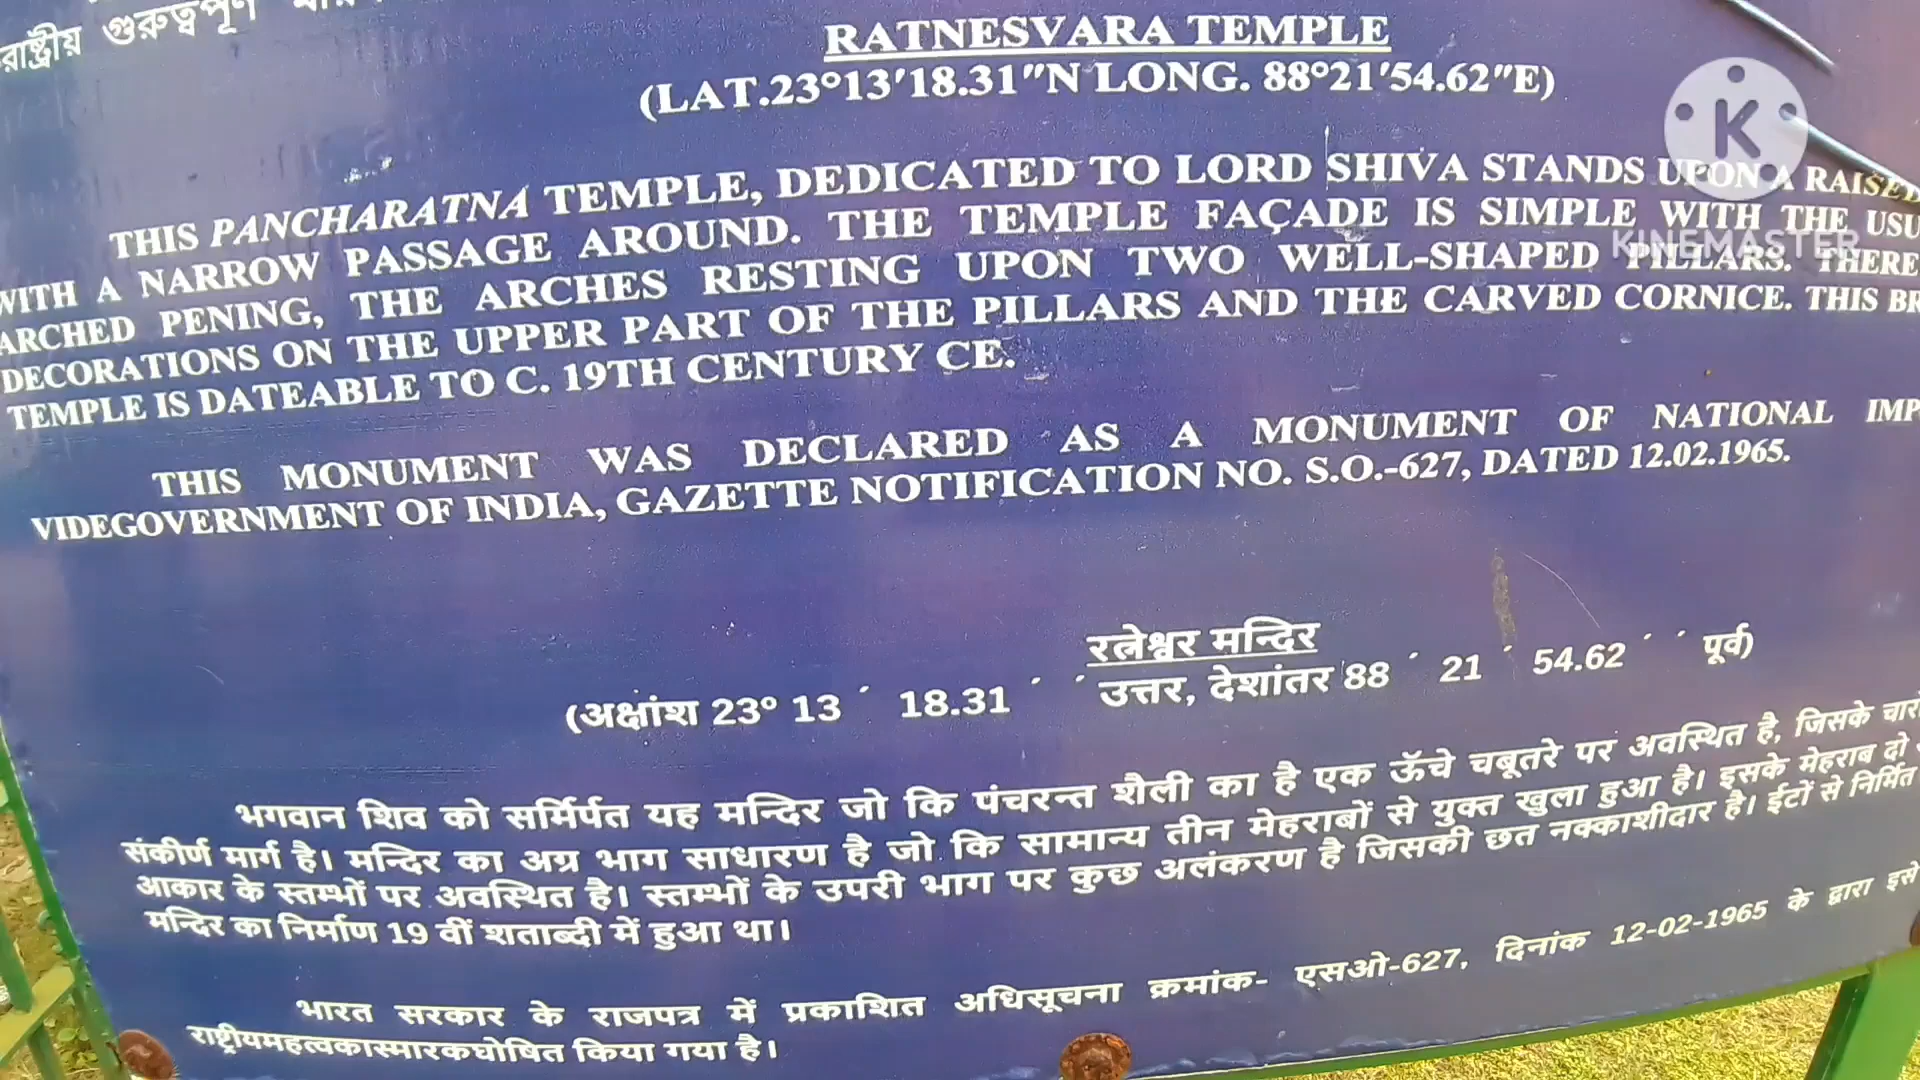 রাষ্ট্রীয় গুরুত্বপূর্ণ
RATNESVARA TEMPLE
(LAT.23°13'18.31"N LONG. 88°21'54.62"E)
THIS PANCHARATNA TEMPLE, DEDICATED TO LORD SHIVA STANDS UPON A RAISE
WITH A NARROW PASSAGE AROUND. THE TEMPLE FAÇADE IS SIMPLE WITH THE USU
ARCHED PENING, THE ARCHES RESTING UPON TWO WELL-SHAPED PILLARS. THERE
DECORATIONS ON THE UPPER PART OF THE PILLARS AND THE CARVED CORNICE. THIS BR
TEMPLE IS DATEABLE TO C. 19TH CENTURY CE.
THIS MONUMENT WAS DECLARED AS A MONUMENT OF NATIONAL IMP
VIDEGOVERNMENT OF INDIA, GAZETTE NOTIFICATION NO. S.O.-627, DATED 12.02.1965.
रत्नेश्वर मन्दिर
(अक्षांश 23° 13 ´ 18.31 ´ ´ उत्तर, देशांतर 88 ´ 21 ´ 54.62 ´ ´ पूर्व)
भगवान शिव को सर्मिर्पत यह मन्दिर जो कि पंचरन्त शैली का है एक ऊँचे चबूतरे पर अवस्थित है, जिसके चारो
संकीर्ण मार्ग है। मन्दिर का अग्र भाग साधारण है जो कि सामान्य तीन मेहराबों से युक्त खुला हुआ है। इसके मेहराब दो
आकार के स्तम्भों पर अवस्थित है। स्तम्भों के उपरी भाग पर कुछ अलंकरण है जिसकी छत नक्काशीदार है। ईटों से निर्मित
मन्दिर का निर्माण 19 वीं शताब्दी में हुआ था।
भारत सरकार के राजपत्र में प्रकाशित अधिसूचना क्रमांक- एसओ-627, दिनांक 12-02-1965 के द्वारा इसे
राष्ट्रीयमहत्वकास्मारकघोषित किया गया है।
K
KINEMASTER